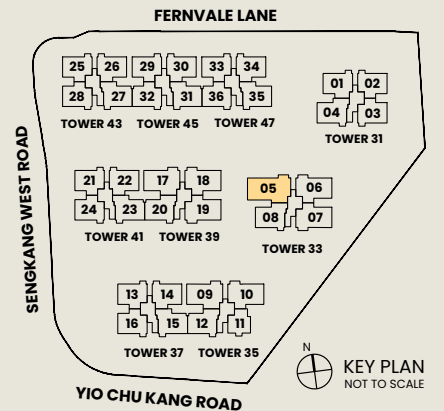 FERNVALE LANE
25 26 29 30 33 34
28 27 32 31 36 35
TOWER 43 TOWER 45 TOWER 47
01 02
04 03
TOWER 31
SENGKANG WEST ROAD
21 22 17 18
24 23 20 19
TOWER 41 TOWER 39
05 06
08 07
TOWER 33
13 14 09 10
16 15 12 11
TOWER 37 TOWER 35
N
KEY PLAN
NOT TO SCALE
YIO CHU KANG ROAD